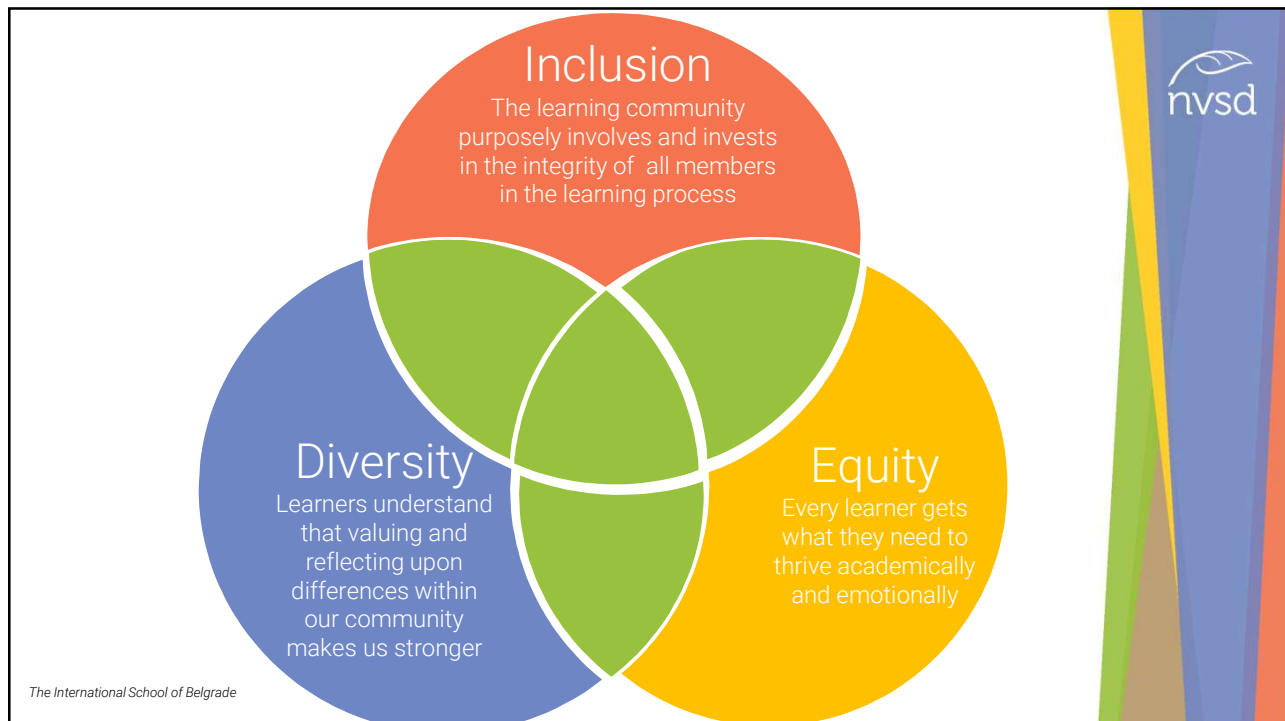 Inclusion
The learning community
purposely involves and invests
in the integrity of all members
in the learning process
nvsd
Diversity
Learners understand
that valuing and
reflecting upon
differences within
our community
makes us stronger
Equity
Every learner gets
what they need to
thrive academically
and emotionally
The International School of Belgrade